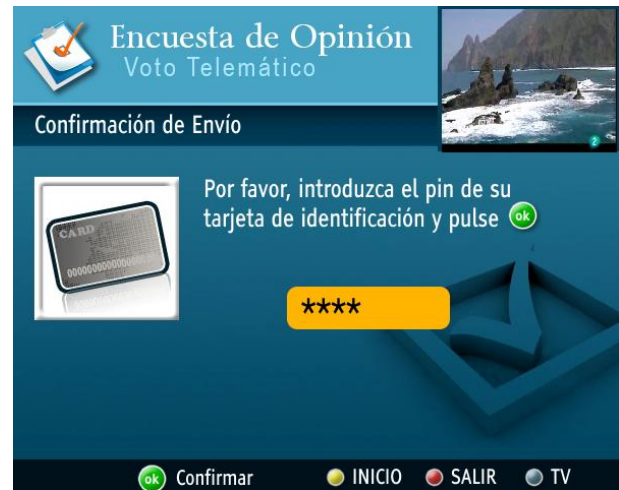 Encuesta de Opinión
Voto Telemático
Confirmación de Envío
2
Por favor, introduzca el pin de su
tarjeta de identificación y pulse ok
CARD
****
ok Confirmar INICIO SALIR TV